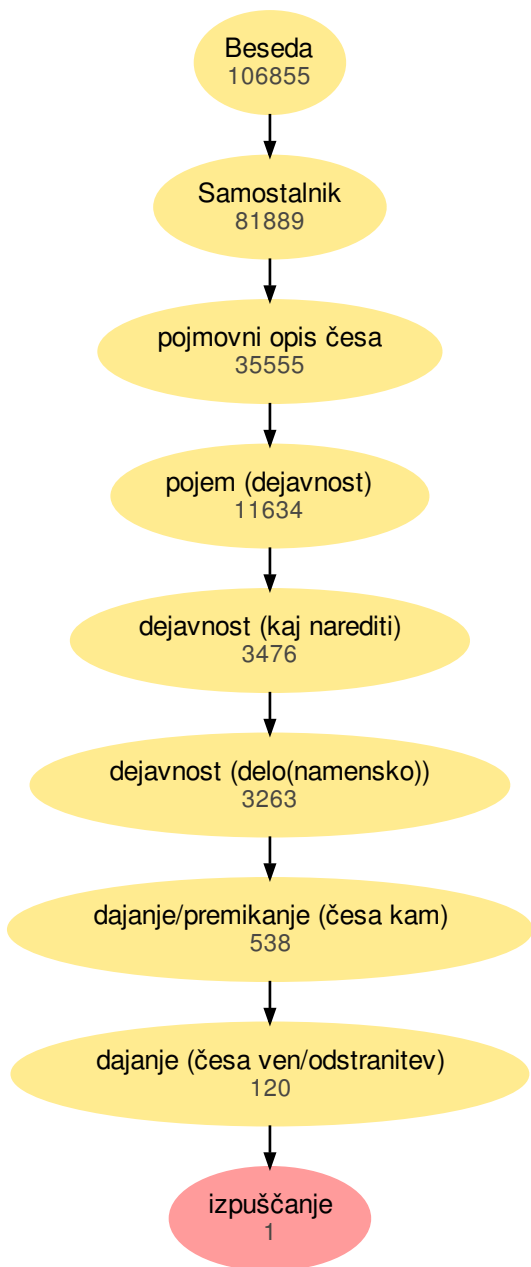 Beseda
106855
Samostalnik
81889
pojmovni opis česa
35555
pojem (dejavnost)
11634
dejavnost (kaj narediti)
3476
dejavnost (delo(namensko))
3263
dajanje/premikanje (česa kam)
538
dajanje (česa ven/odstranitev)
120
izpuščanje
1